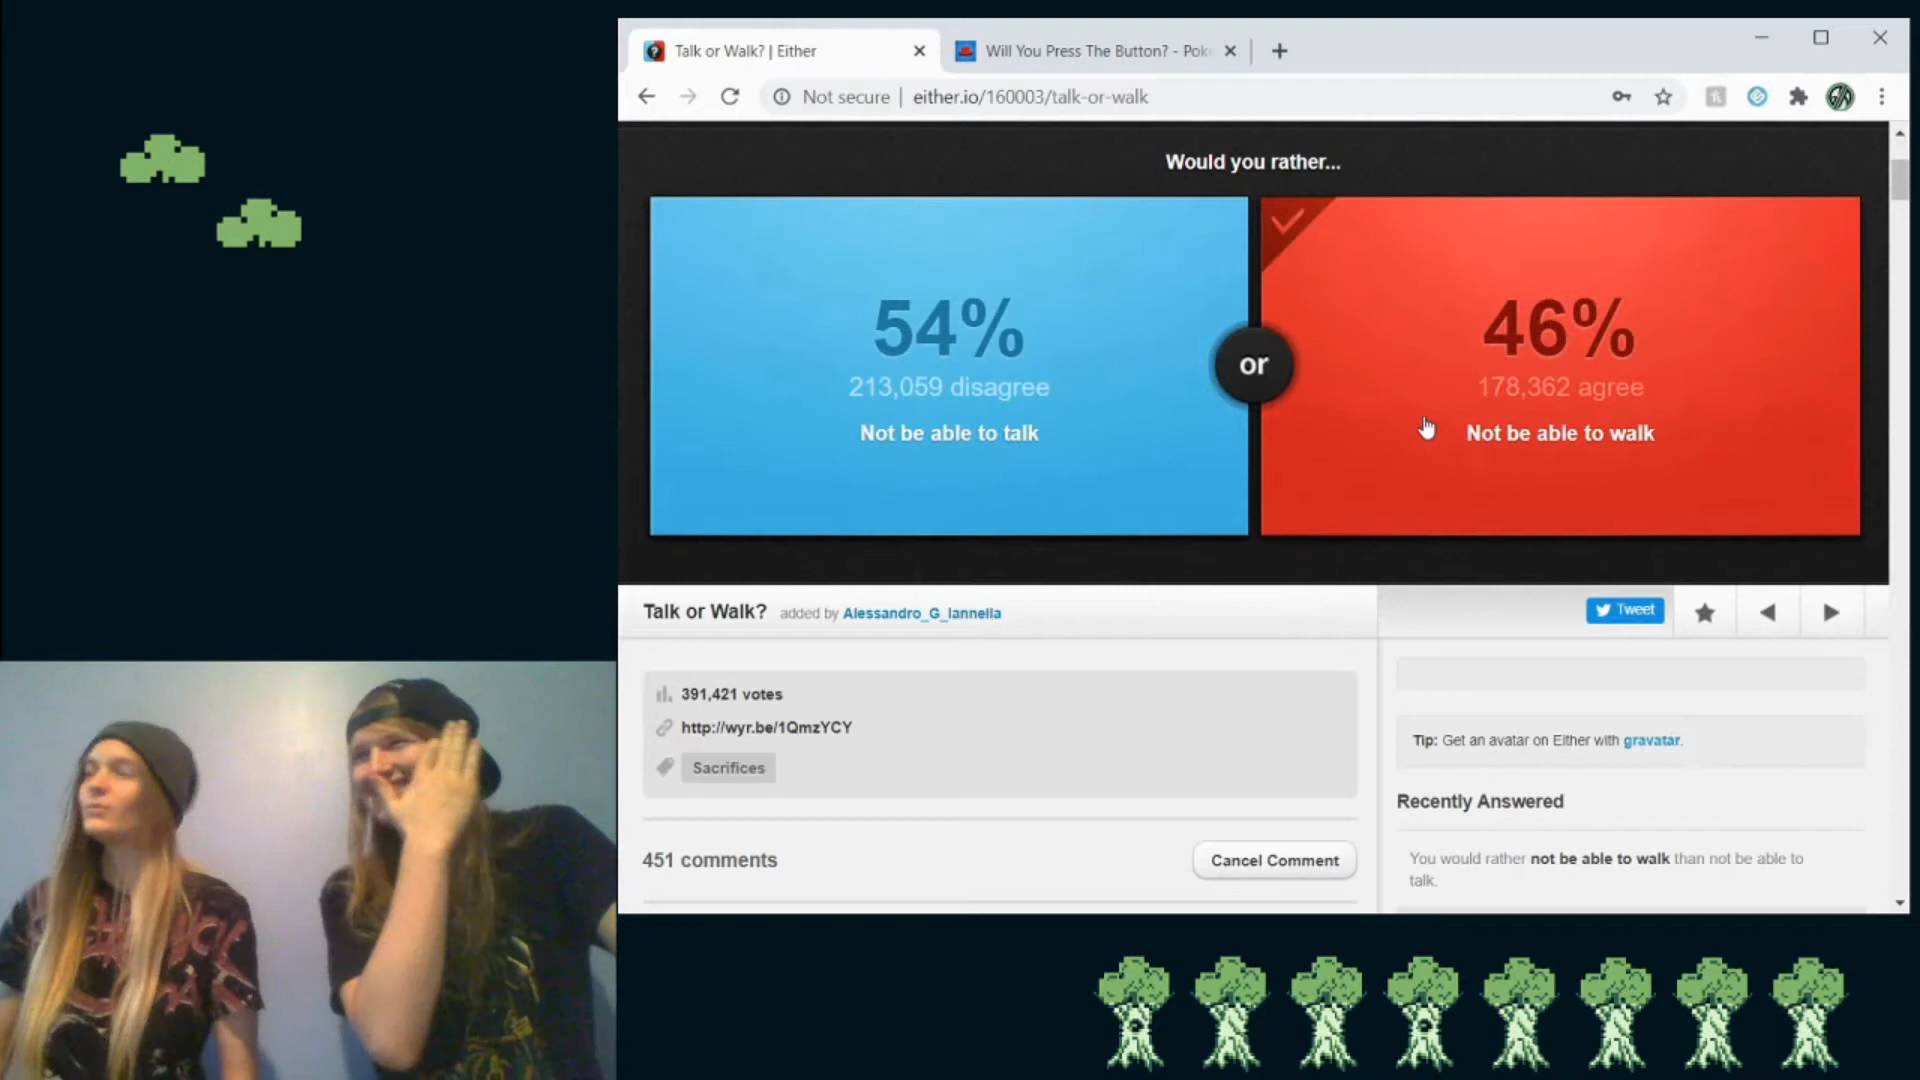 Talk or Walk? | Either
Will You Press The Button? - Poke
Not secure | either.io/160003/talk-or-walk
Would you rather...
54%
213,059 disagree
Not be able to talk
or
46%
178,362 agree
Not be able to walk
Talk or Walk? added by Alessandro_G_Iannella
Tweet
391,421 votes
http://wyr.be/1QmzYCY
Sacrifices
451 comments
Cancel Comment
Tip: Get an avatar on Either with gravatar.
Recently Answered
You would rather not be able to walk than not be able to
talk.